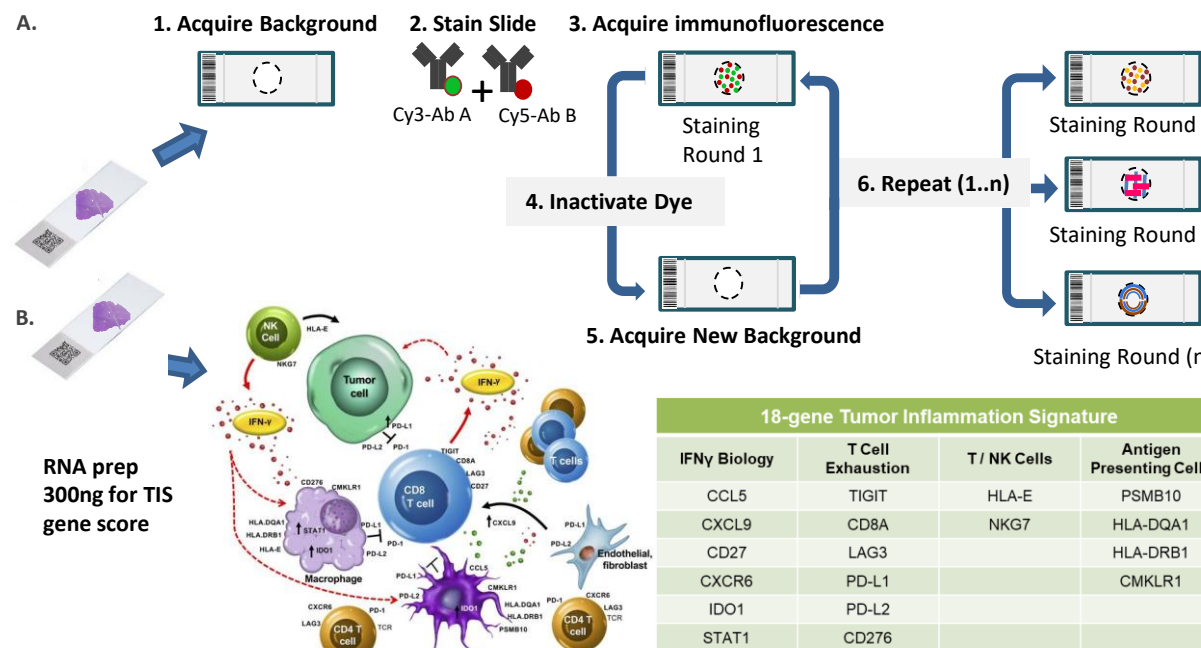 A.
1. Acquire Background
2. Stain Slide
3. Acquire immunofluorescence
Cy3-Ab A
+
Cy5-Ab B
Staining
Round 1
4. Inactivate Dye
5. Acquire New Background
6. Repeat (1..n)
Staining Round
Staining Round
Staining Round (n
B.
RNA prep
300ng for TIS
gene score
NK
Cell
HLA-E
NKG7
Tumor
cell
IFN-γ
IFN-γ
PD-L1
PD-L2
PD-1
T cells
TIGIT
CD8A
LAG3
CD27
CD8
T cell
CD276
CMKLR1
HLA.DQA1
STAT1
HLA.DRB1
HLA-E
IDO1
PD-L1
PD-1
PD-L2
Macrophage
CXCL9
PD-L1
PD-L2
Endothelial,
fibroblast
CCL5
PD-L1
CMKLR1
PD-L2
IDO1
HLA.DQA1
HLA.DRB1
PSMB10
CXCR6
PD-1
LAG3
TCR
CD4 T
cell
CXCR6
PD-1
LAG3
TCR
CD4 T
cell
18-gene Tumor Inflammation Signature
IFNγ Biology
T Cell
Exhaustion
T / NK Cells
Antigen
Presenting Cell
CCL5 TIGIT HLA-E PSMB10
CXCL9 CD8A NKG7 HLA-DQA1
CD27 LAG3 HLA-DRB1
CXCR6 PD-L1 CMKLR1
IDO1 PD-L2
STAT1 CD276